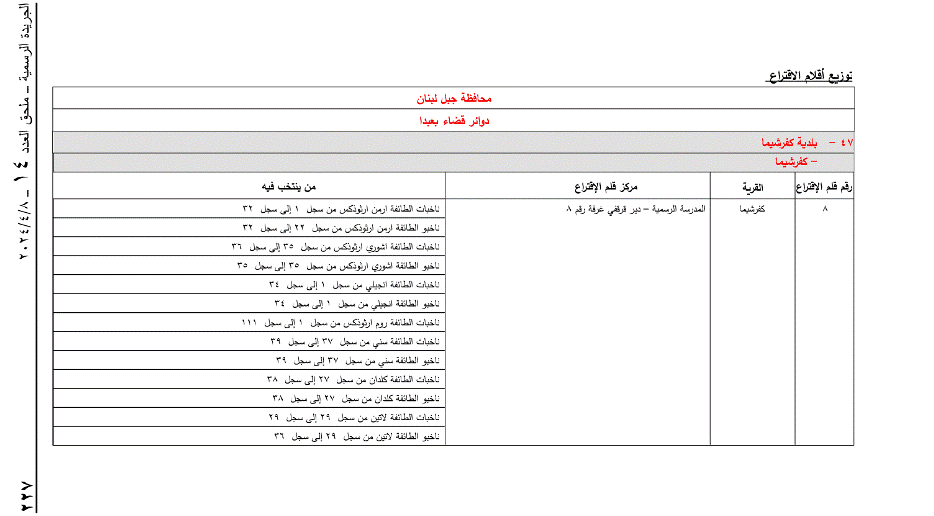 الجريدة الرسمية – ملحق العدد ١٤ – ٢٠٢٤/٤/٨
توزيع أقلام الاقتراع
محافظة جبل لبنان
دوائر قضاء بعبدا
٤٧ – بلدية كفرشيما
– كفرشيما
رقم قلم الإقتراع القرية مركز قلم الإقتراع من ينتخب فيه
٨ كفرشيما المدرسة الرسمية – دير قرقفي غرفة رقم ٨ ناخبات الطائفة ارمن ارثوذكس من سجل ١ إلى سجل ٣٢
ناخبو الطائفة ارمن ارثوذكس من سجل ٢٢ إلى سجل ٣٢
ناخبات الطائفة اشوري ارثوذكس من سجل ٣٥ إلى سجل ٣٦
ناخبو الطائفة اشوري ارثوذكس من سجل ٣٥ إلى سجل ٣٥
ناخبات الطائفة انجيلي من سجل ١ إلى سجل ٣٤
ناخبو الطائفة انجيلي من سجل ١ إلى سجل ٣٤
ناخبات الطائفة روم ارثوذكس من سجل ١ إلى سجل ١١١
ناخبات الطائفة سني من سجل ٣٧ إلى سجل ٣٩
ناخبو الطائفة سني من سجل ٣٧ إلى سجل ٣٩
ناخبات الطائفة كلدان من سجل ٢٧ إلى سجل ٣٨
ناخبو الطائفة كلدان من سجل ٢٧ إلى سجل ٣٨
ناخبات الطائفة لاتين من سجل ٢٩ إلى سجل ٢٩
ناخبو الطائفة لاتين من سجل ٢٩ إلى سجل ٣٦
٢٢٧